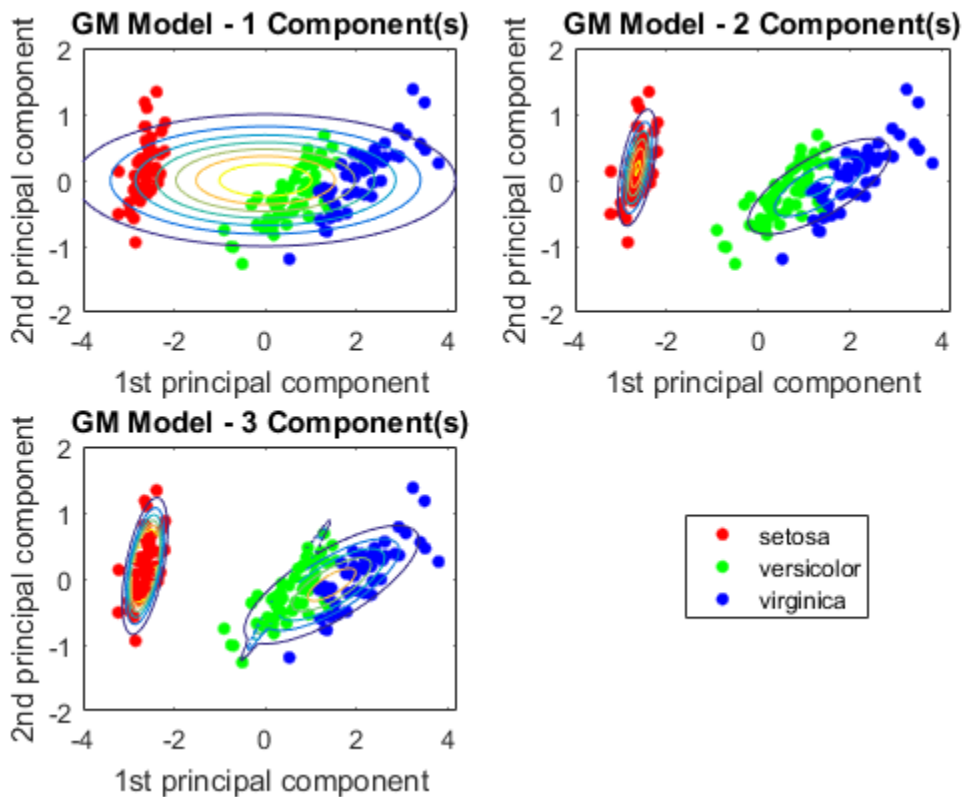 GM Model - 1 Component(s)
2
1
0
-1
-2
2nd principal component
-4
-2
0
2
4
1st principal component
GM Model - 2 Component(s)
2
1
0
-1
-2
2nd principal component
-4
-2
0
2
4
1st principal component
GM Model - 3 Component(s)
2
1
0
-1
-2
2nd principal component
-4
-2
0
2
4
1st principal component
setosa
versicolor
virginica